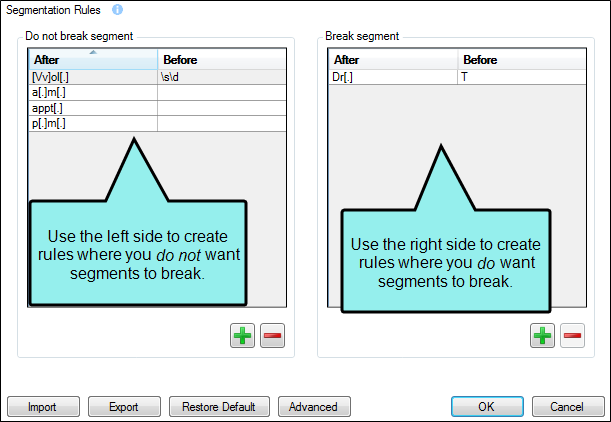 Segmentation Rules
Do not break segment
After Before
[Vv]ol[.] \s\d
a[.]m[.]
appt[.]
p[.]m[.]
Use the left side to create
rules where you do not want
segments to break.
Break segment
After Before
Dr[.] T
Use the right side to create
rules where you do want
segments to break.
Import Export Restore Default Advanced OK Cancel